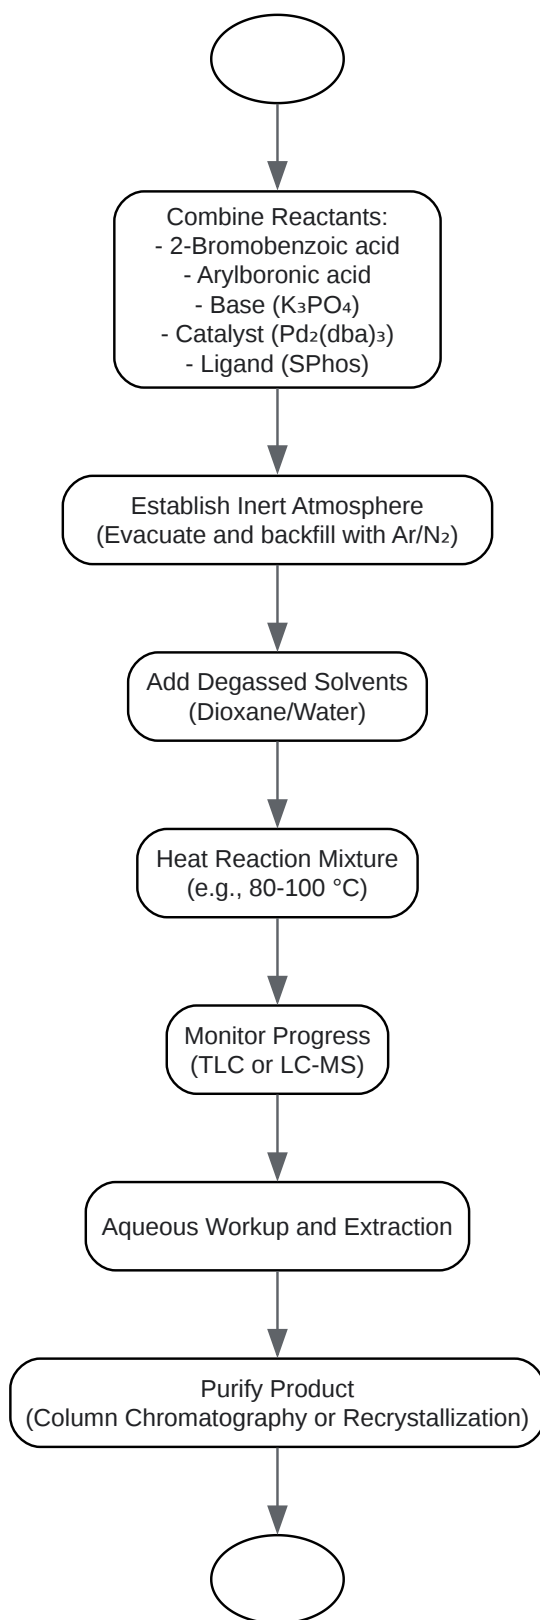 Combine Reactants:
- 2-Bromobenzoic acid
- Arylboronic acid
- Base (K₃PO₄)
- Catalyst (Pd₂(dba)₃)
- Ligand (SPhos)
Establish Inert Atmosphere
(Evacuate and backfill with Ar/N₂)
Add Degassed Solvents
(Dioxane/Water)
Heat Reaction Mixture
(e.g., 80-100 °C)
Monitor Progress
(TLC or LC-MS)
Aqueous Workup and Extraction
Purify Product
(Column Chromatography or Recrystallization)